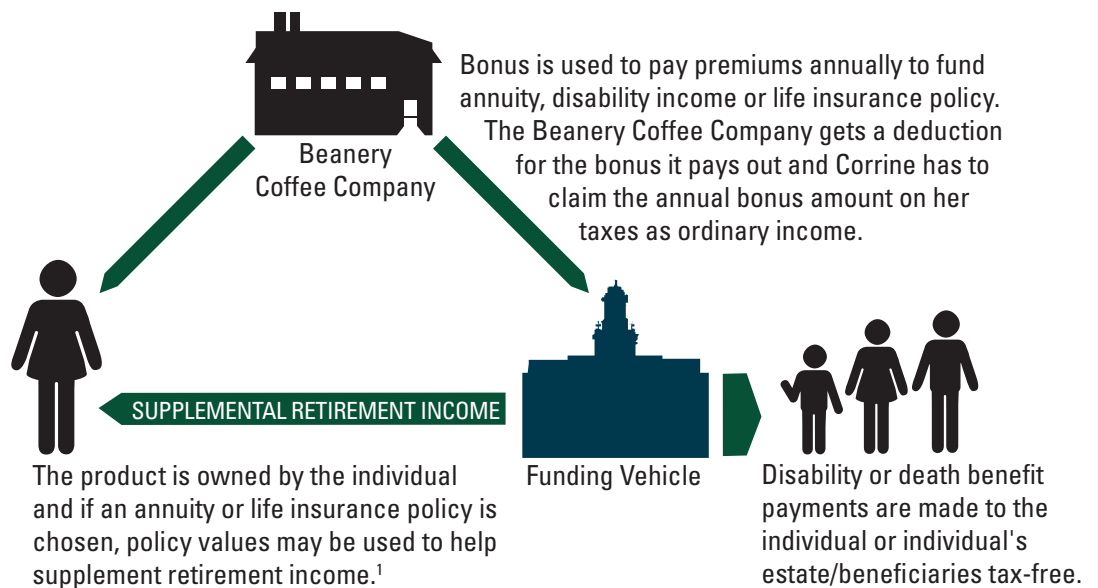 Bonus is used to pay premiums annually to fund
annuity, disability income or life insurance policy.
The Beanery Coffee Company gets a deduction
for the bonus it pays out and Corrine has to
claim the annual bonus amount on her
taxes as ordinary income.
Beanery
Coffee Company
SUPPLEMENTAL RETIREMENT INCOME
Funding Vehicle
The product is owned by the individual
and if an annuity or life insurance policy is
chosen, policy values may be used to help
supplement retirement income.¹
Disability or death benefit
payments are made to the
individual or individual's
estate/beneficiaries tax-free.